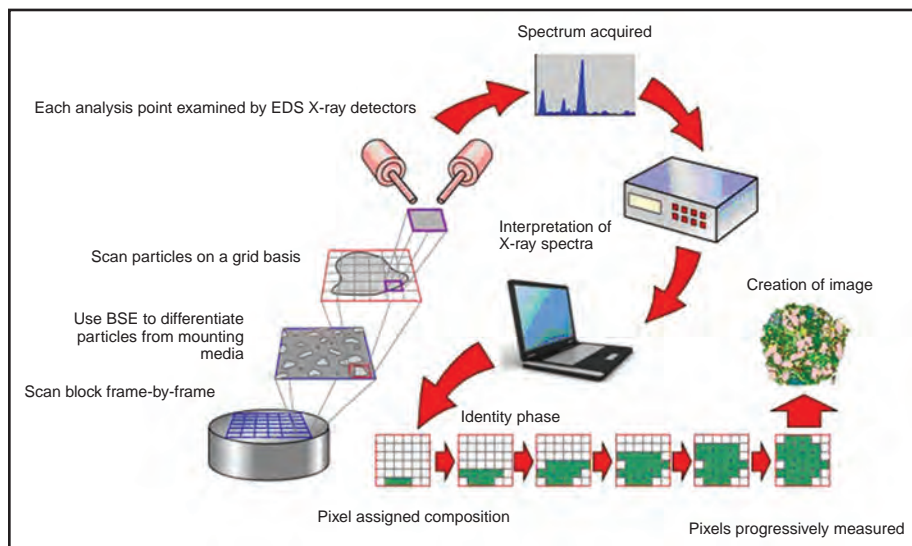 Spectrum acquired
Each analysis point examined by EDS X-ray detectors
Interpretation of
X-ray spectra
Scan particles on a grid basis
Creation of image
Use BSE to differentiate
particles from mounting
media
Scan block frame-by-frame
Identity phase
Pixel assigned composition
Pixels progressively measured